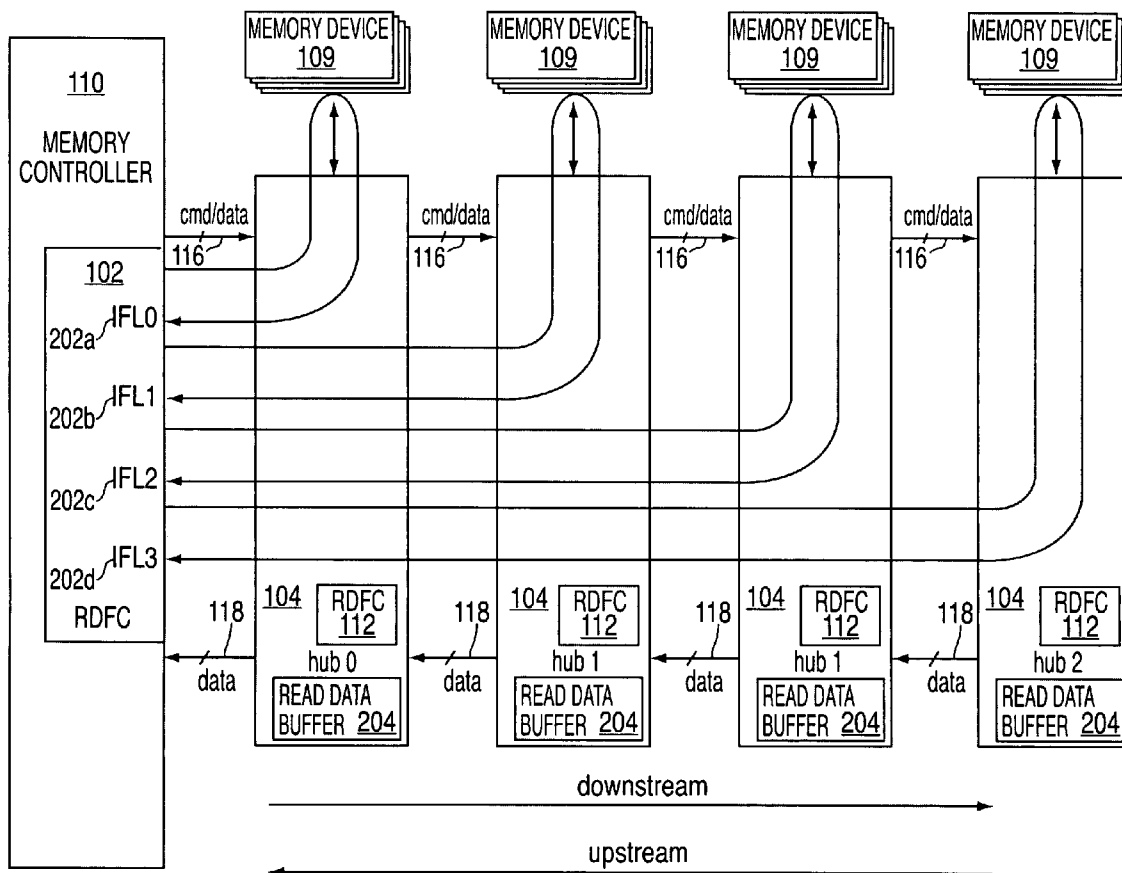 MEMORY DEVICE
109
MEMORY DEVICE
109
MEMORY DEVICE
109
MEMORY DEVICE
109
110
MEMORY
CONTROLLER
cmd/data
116
cmd/data
116
cmd/data
116
cmd/data
116
102
IFL0
202a
IFL1
202b
IFL2
202c
IFL3
202d
RDFC
118
data
104
RDFC
112
hub 0
READ DATA
BUFFER 204
118
data
104
RDFC
112
hub 1
READ DATA
BUFFER 204
118
data
104
RDFC
112
hub 1
READ DATA
BUFFER 204
118
data
104
RDFC
112
hub 2
READ DATA
BUFFER 204
downstream
upstream